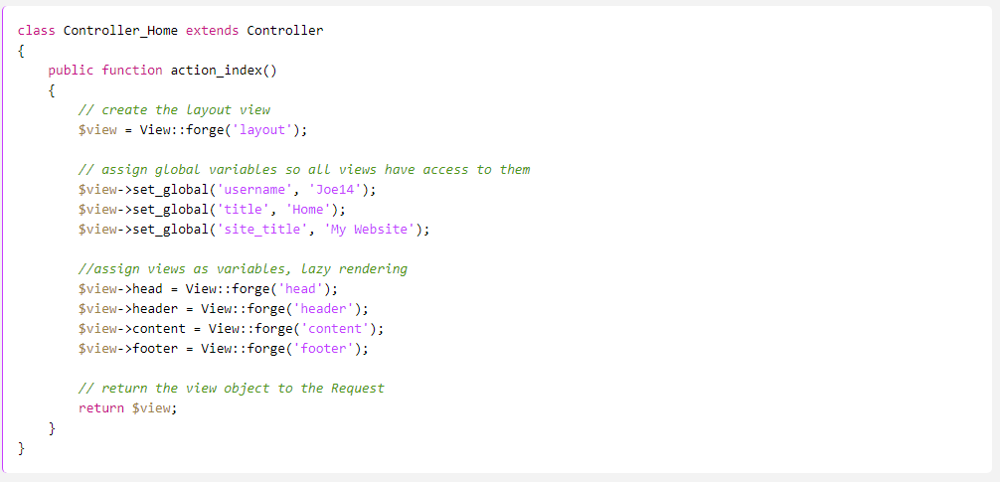 class Controller_Home extends Controller
{
    public function action_index()
    {
        // create the layout view
        $view = View::forge('layout');

        // assign global variables so all views have access to them
        $view->set_global('username', 'Joe14');
        $view->set_global('title', 'Home');
        $view->set_global('site_title', 'My Website');

        //assign views as variables, lazy rendering
        $view->head = View::forge('head');
        $view->header = View::forge('header');
        $view->content = View::forge('content');
        $view->footer = View::forge('footer');

        // return the view object to the Request
        return $view;
    }
}